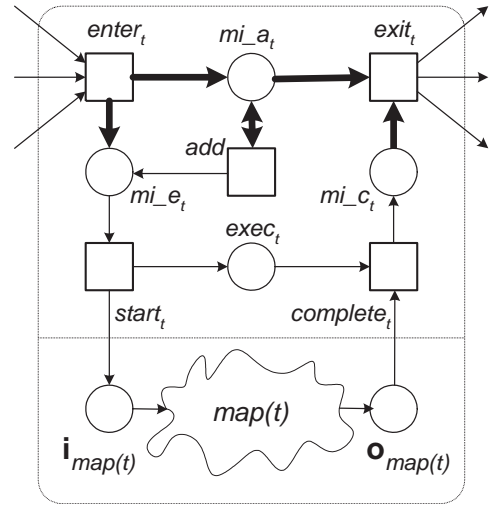 enter_t mi_a_t exit_t
add
mi_e_t mi_c_t
exec_t
start_t complete_t
map(t)
i_map(t) o_map(t)